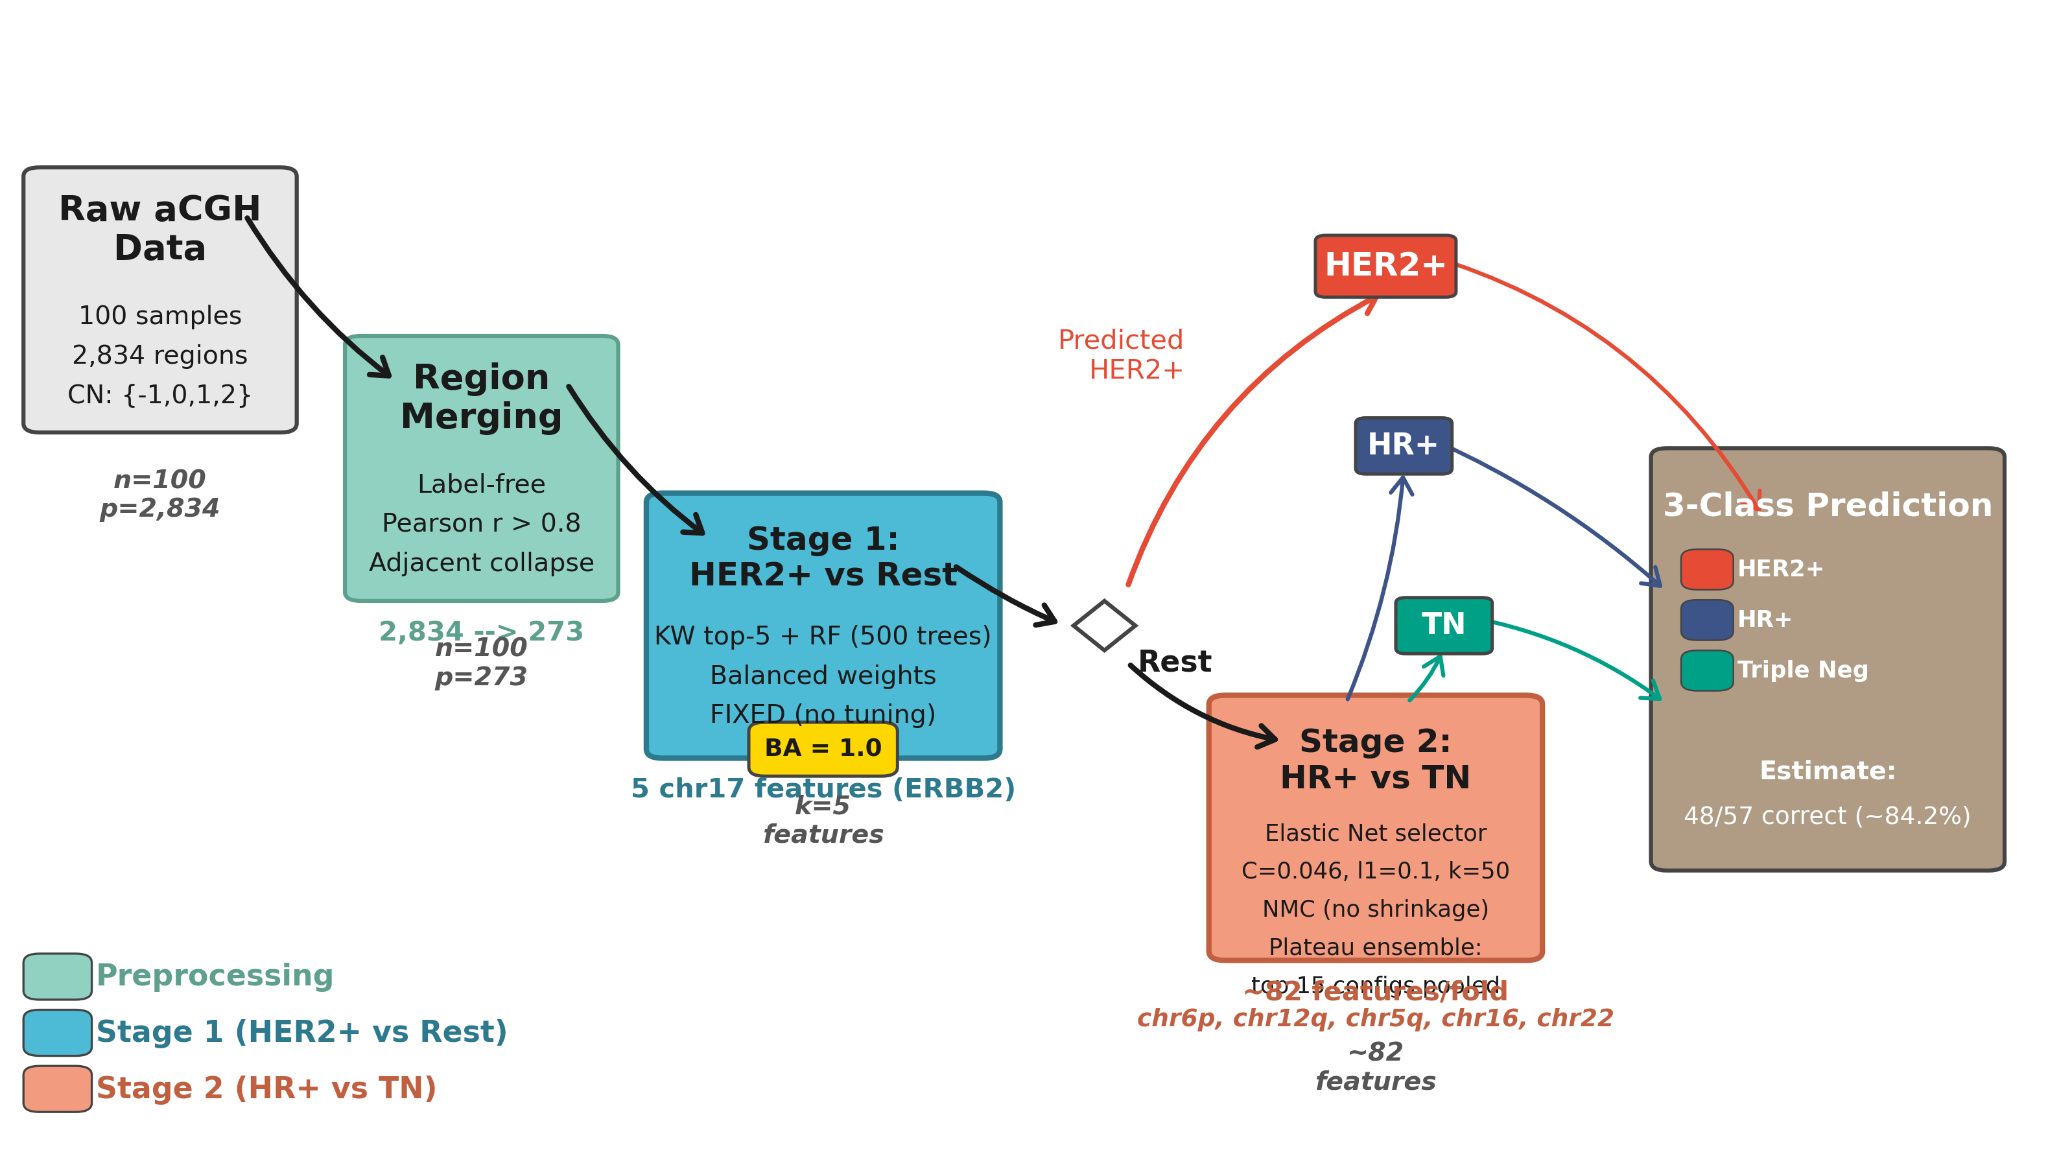 Raw aCGH
Data
100 samples
2,834 regions
CN: {-1,0,1,2}
n=100
p=2,834
Region
Merging
Label-free
Pearson r > 0.8
Adjacent collapse
2,834 --> 273
n=100
p=273
Stage 1:
HER2+ vs Rest
KW top-5 + RF (500 trees)
Balanced weights
FIXED (no tuning)
BA = 1.0
5 chr17 features (ERBB2)
k=5
features
Predicted
HER2+
Rest
HER2+
HR+
TN
Stage 2:
HR+ vs TN
Elastic Net selector
C=0.046, l1=0.1, k=50
NMC (no shrinkage)
Plateau ensemble:
top 15 configs pooled
~82 features/fold
chr6p, chr12q, chr5q, chr16, chr22
~82
features
3-Class Prediction
HER2+
HR+
Triple Neg
Estimate:
48/57 correct (~84.2%)
Preprocessing
Stage 1 (HER2+ vs Rest)
Stage 2 (HR+ vs TN)